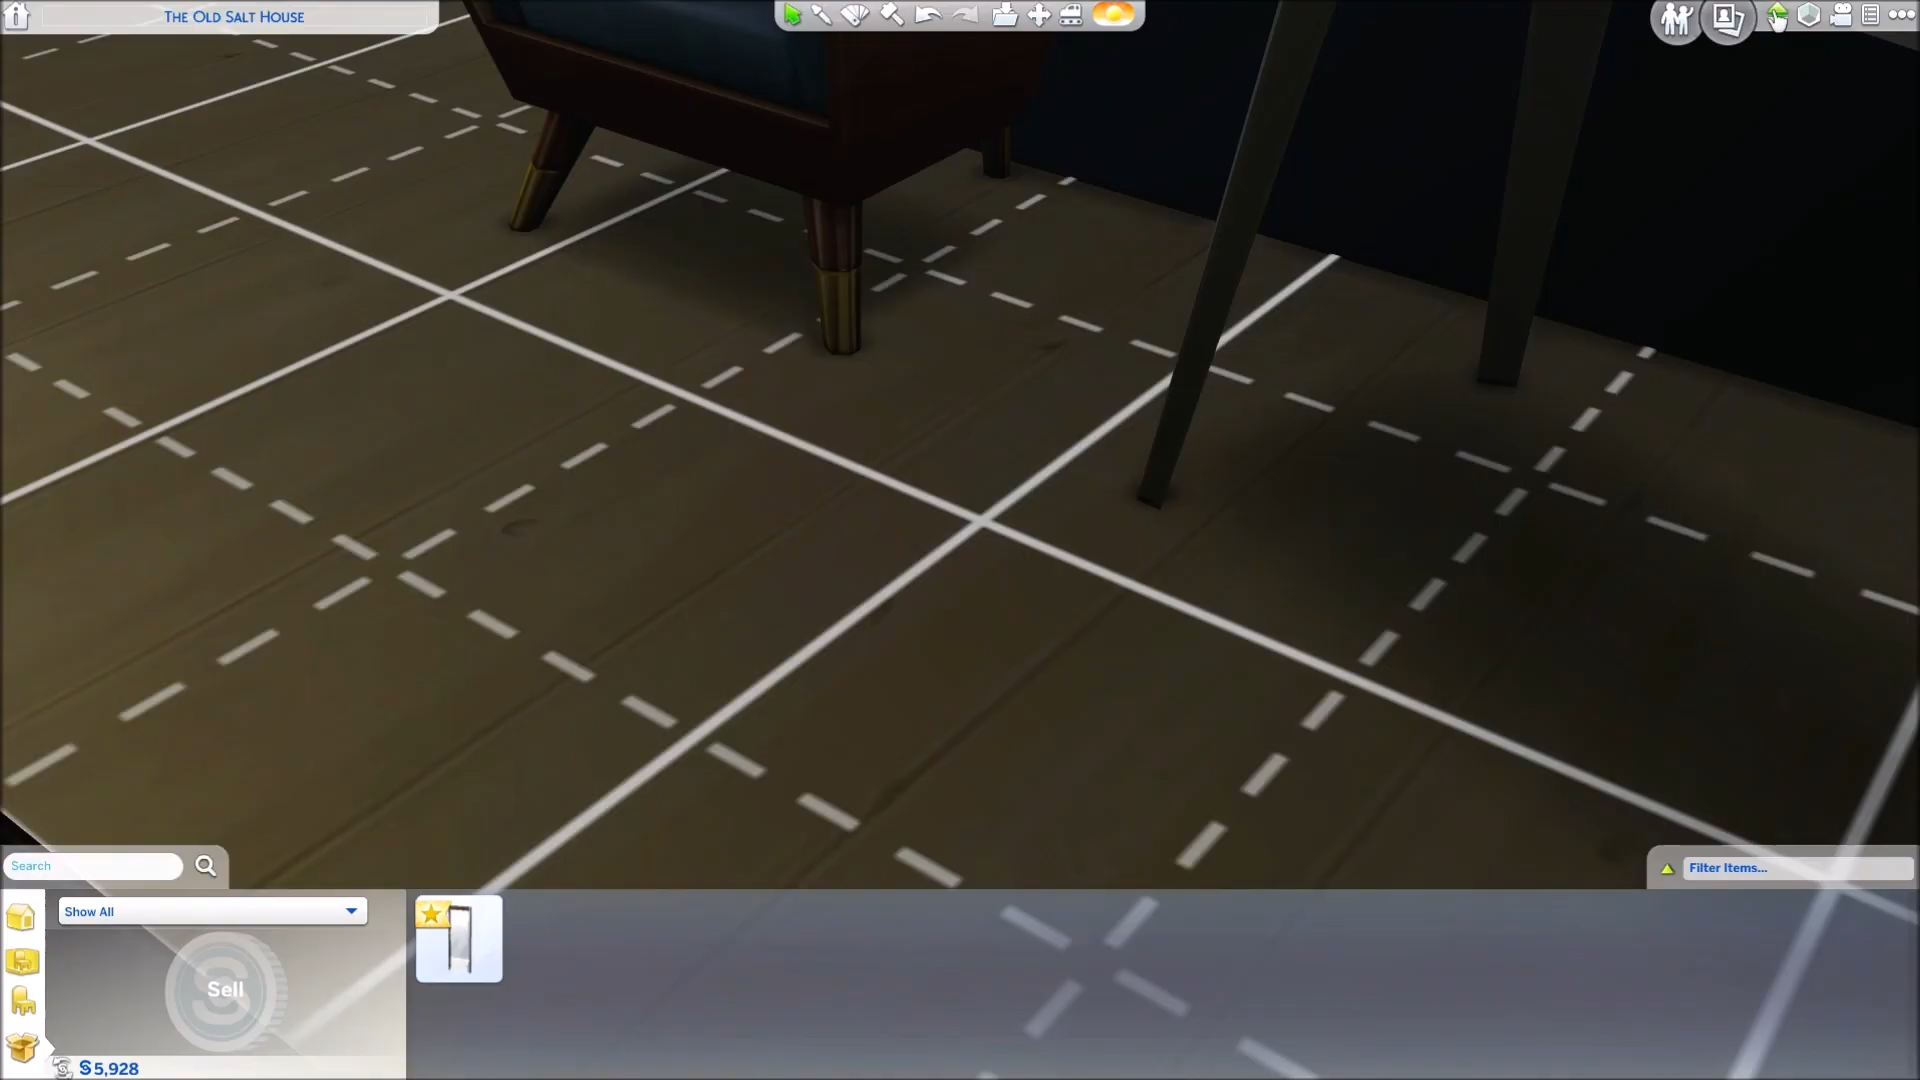 THE OLD SALT HOUSE
Search
Filter Items...
Show All
Sell
§5,928